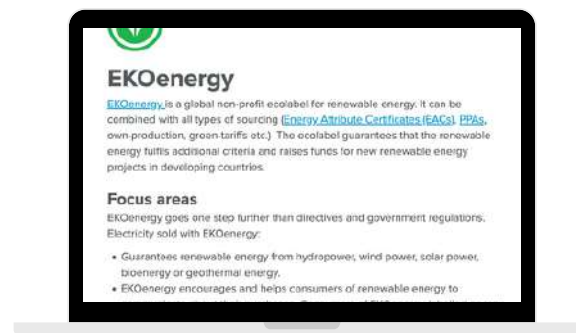 EKOenergy
EKOenergy is a global non-profit ecolabel for renewable energy. It can be
combined with all types of sourcing (Energy Attribute Certificates (EACs), PPAs,
own-production, green-tariffs etc.) The ecolabel guarantees that the renewable
energy fulfils additional criteria and raises funds for new renewable energy
projects in developing countries.
Focus areas
EKOenergy goes one step further than directives and government regulations.
Electricity sold with EKOenergy:
• Guarantees renewable energy from hydropower, wind power, solar power,
bioenergy or geothermal energy.
• EKOenergy encourages and helps consumers of renewable energy to